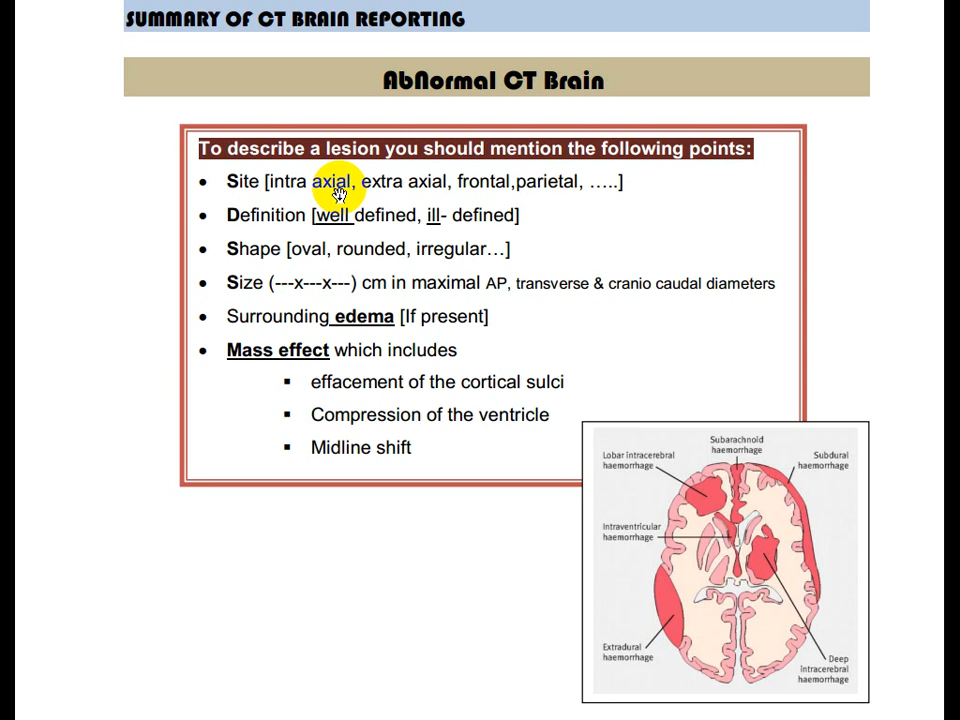 SUMMARY OF CT BRAIN REPORTING
AbNormal CT Brain
To describe a lesion you should mention the following points:
• Site [intra axial, extra axial, frontal,parietal, …..]
• Definition [well defined, ill- defined]
• Shape [oval, rounded, irregular…]
• Size (---x---x---) cm in maximal AP, transverse & cranio caudal diameters
• Surrounding edema [If present]
• Mass effect which includes
▪ effacement of the cortical sulci
▪ Compression of the ventricle
▪ Midline shift
Subarachnoid
haemorrhage
Lobar intracerebral
haemorrhage
Subdural
haemorrhage
Intraventricular
haemorrhage
Extradural
haemorrhage
Deep
intracerebral
haemorrhage